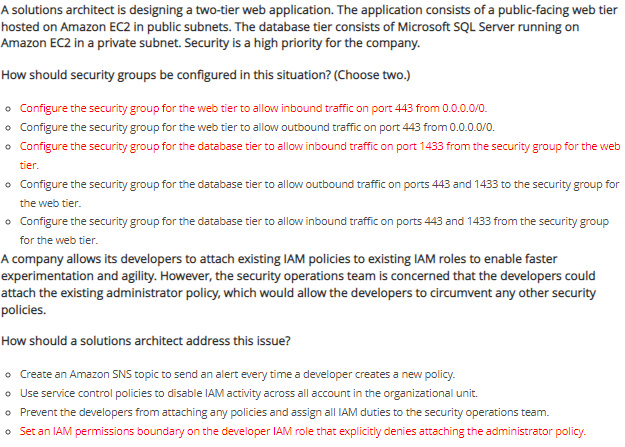 A solutions architect is designing a two-tier web application. The application consists of a public-facing web tier
hosted on Amazon EC2 in public subnets. The database tier consists of Microsoft SQL Server running on
Amazon EC2 in a private subnet. Security is a high priority for the company.
How should security groups be configured in this situation? (Choose two.)
Configure the security group for the web tier to allow inbound traffic on port 443 from 0.0.0.0/0.
Configure the security group for the web tier to allow outbound traffic on port 443 from 0.0.0.0/0.
Configure the security group for the database tier to allow inbound traffic on port 1433 from the security group for the web
tier.
Configure the security group for the database tier to allow outbound traffic on ports 443 and 1433 to the security group for
the web tier.
Configure the security group for the database tier to allow inbound traffic on ports 443 and 1433 from the security group
for the web tier.
A company allows its developers to attach existing IAM policies to existing IAM roles to enable faster
experimentation and agility. However, the security operations team is concerned that the developers could
attach the existing administrator policy, which would allow the developers to circumvent any other security
policies.
How should a solutions architect address this issue?
Create an Amazon SNS topic to send an alert every time a developer creates a new policy.
Use service control policies to disable IAM activity across all account in the organizational unit.
Prevent the developers from attaching any policies and assign all IAM duties to the security operations team.
Set an IAM permissions boundary on the developer IAM role that explicitly denies attaching the administrator policy.